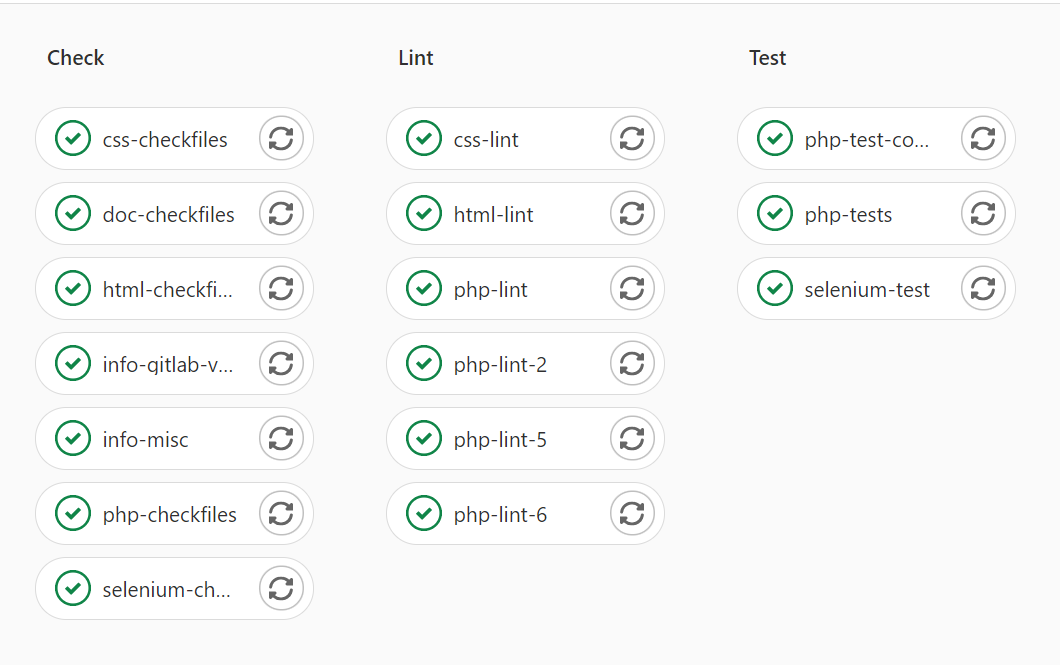 Check
css-checkfiles
doc-checkfiles
html-checkfi...
info-gitlab-v...
info-misc
php-checkfiles
selenium-ch...
Lint
css-lint
html-lint
php-lint
php-lint-2
php-lint-5
php-lint-6
Test
php-test-co...
php-tests
selenium-test